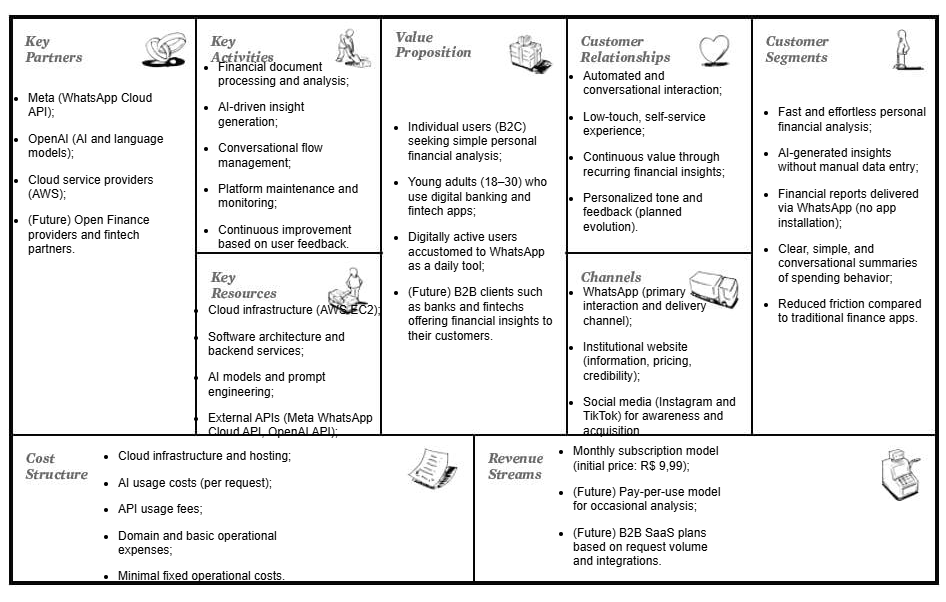 Key
Partners
Meta (WhatsApp Cloud
API);
OpenAI (AI and language
models);
Cloud service providers
(AWS);
(Future) Open Finance
providers and fintech
partners.
Key
Activities
Financial document
processing and analysis;
AI-driven insight
generation;
Conversational flow
management;
Platform maintenance and
monitoring;
Continuous improvement
based on user feedback.
Key
Resources
Cloud infrastructure (AWS EC2);
Software architecture and
backend services;
AI models and prompt
engineering;
External APIs (Meta WhatsApp
Cloud API, OpenAI API);
Value
Proposition
Individual users (B2C)
seeking simple personal
financial analysis;
Young adults (18–30) who
use digital banking and
fintech apps;
Digitally active users
accustomed to WhatsApp
as a daily tool;
(Future) B2B clients such
as banks and fintechs
offering financial insights to
their customers.
Customer
Relationships
Automated and
conversational interaction;
Low-touch, self-service
experience;
Continuous value through
recurring financial insights;
Personalized tone and
feedback (planned
evolution).
Channels
WhatsApp (primary
interaction and delivery
channel);
Institutional website
(information, pricing,
credibility);
Social media (Instagram and
TikTok) for awareness and
acquisition
Customer
Segments
Fast and effortless personal
financial analysis;
AI-generated insights
without manual data entry;
Financial reports delivered
via WhatsApp (no app
installation);
Clear, simple, and
conversational summaries
of spending behavior;
Reduced friction compared
to traditional finance apps.
Cost
Structure
Cloud infrastructure and hosting;
AI usage costs (per request);
API usage fees;
Domain and basic operational
expenses;
Minimal fixed operational costs.
Revenue
Streams
Monthly subscription model
(initial price: R$ 9,99);
(Future) Pay-per-use model
for occasional analysis;
(Future) B2B SaaS plans
based on request volume
and integrations.